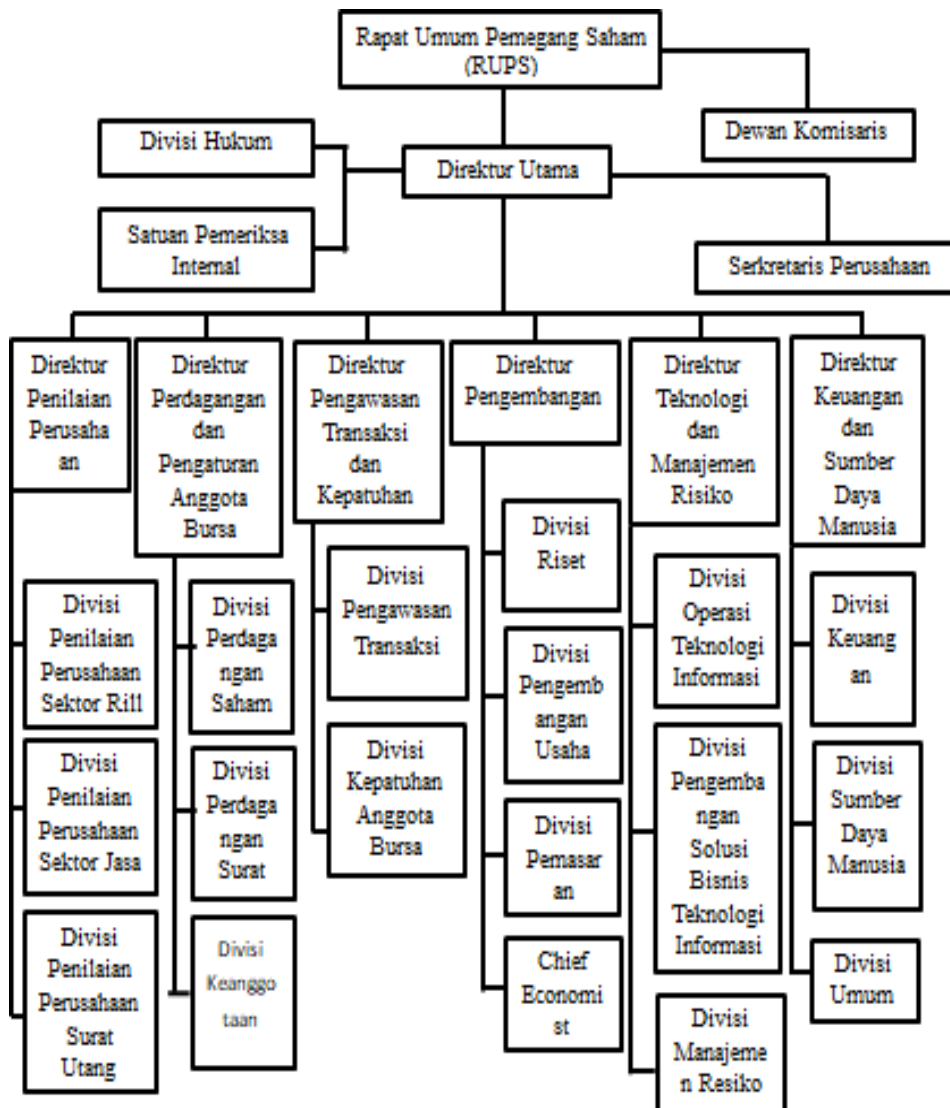 Rapat Umum Pemegang Saham
(RUPS)
Dewan Komisaris
Divisi Hukum
Direktur Utama
Satuan Pemeriksa
Internal
Serkretaris Perusahaan
Direktur
Penilaian
Perusaha
an
Direktur
Perdagangan
dan
Pengaturan
Anggota
Bursa
Direktur
Pengawasan
Transaksi
dan
Kepatuhan
Direktur
Pengembangan
Direktur
Teknologi
dan
Manajemen
Risiko
Direktur
Keuangan
dan
Sumber
Daya
Manusia
Divisi
Penilaian
Perusahaan
Sektor Rill
Divisi
Penilaian
Perusahaan
Sektor Jasa
Divisi
Penilaian
Perusahaan
Surat
Utang
Divisi
Perdaga
ngan
Saham
Divisi
Perdaga
ngan
Surat
Divisi
Keanggo
taan
Divisi
Pengawasan
Transaksi
Divisi
Kepatuhan
Anggota
Bursa
Divisi
Riset
Divisi
Pengemb
angan
Usaha
Divisi
Pemasar
an
Chief
Economi
st
Divisi
Operasi
Teknologi
Informasi
Divisi
Pengemba
ngan
Solusi
Bisnis
Teknologi
Informasi
Divisi
Manajeme
n Resiko
Divisi
Keuang
an
Divisi
Sumber
Daya
Manusia
Divisi
Umum